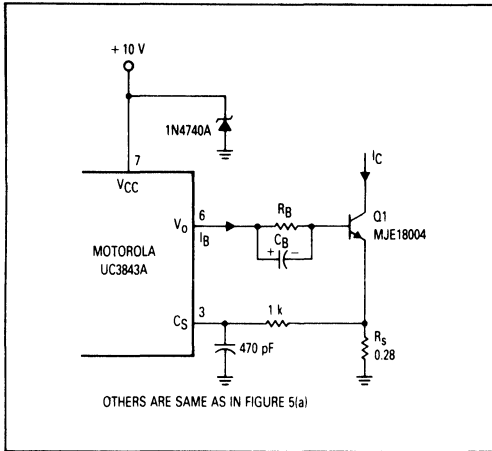 + 10 V
1N4740A
7
VCC
IC
RB
Q1
MJE18004
6
Vo
IB
CB
+ −
MOTOROLA
UC3843A
CS
3
1 k
470 pF
Rs
0.28
OTHERS ARE SAME AS IN FIGURE 5(a)